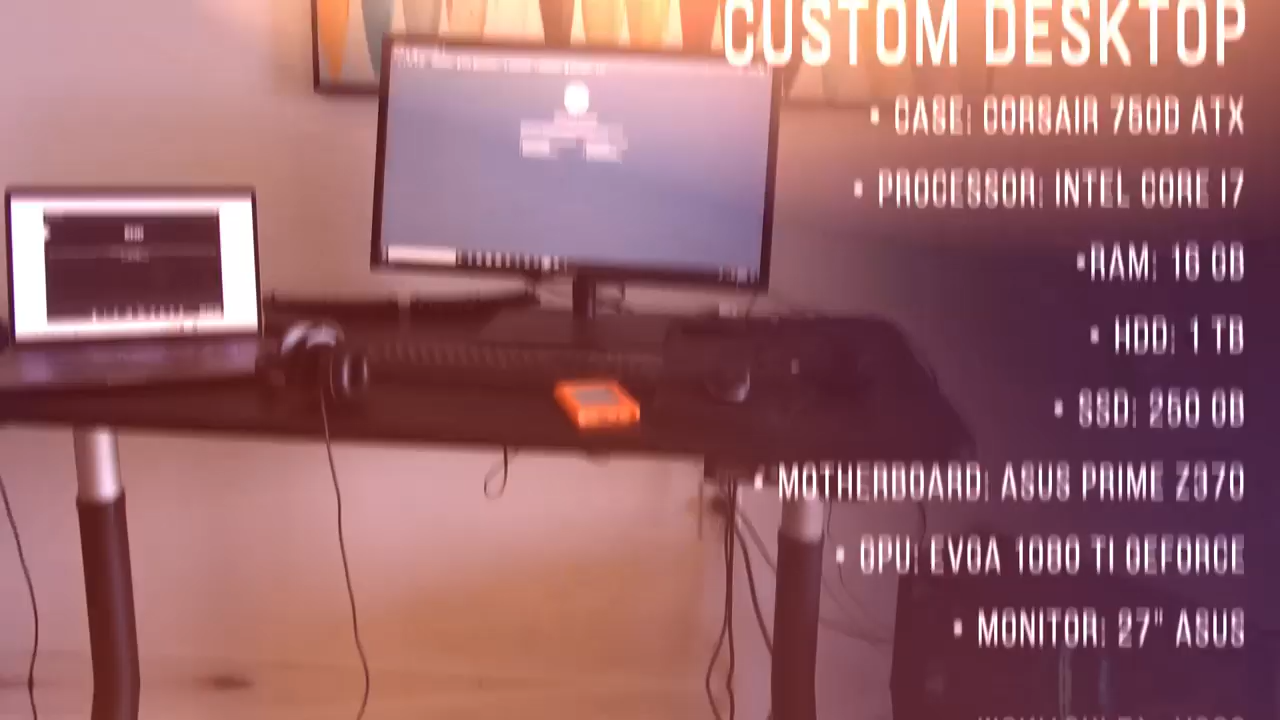 CUSTOM DESKTOP
• CASE: CORSAIR 750D ATX
• PROCESSOR: INTEL CORE I7
•RAM: 16 GB
• HDD: 1 TB
• SSD: 250 GB
• MOTHERBOARD: ASUS PRIME Z370
• GPU: EVGA 1080 TI GEFORCE
• MONITOR: 27" ASUS